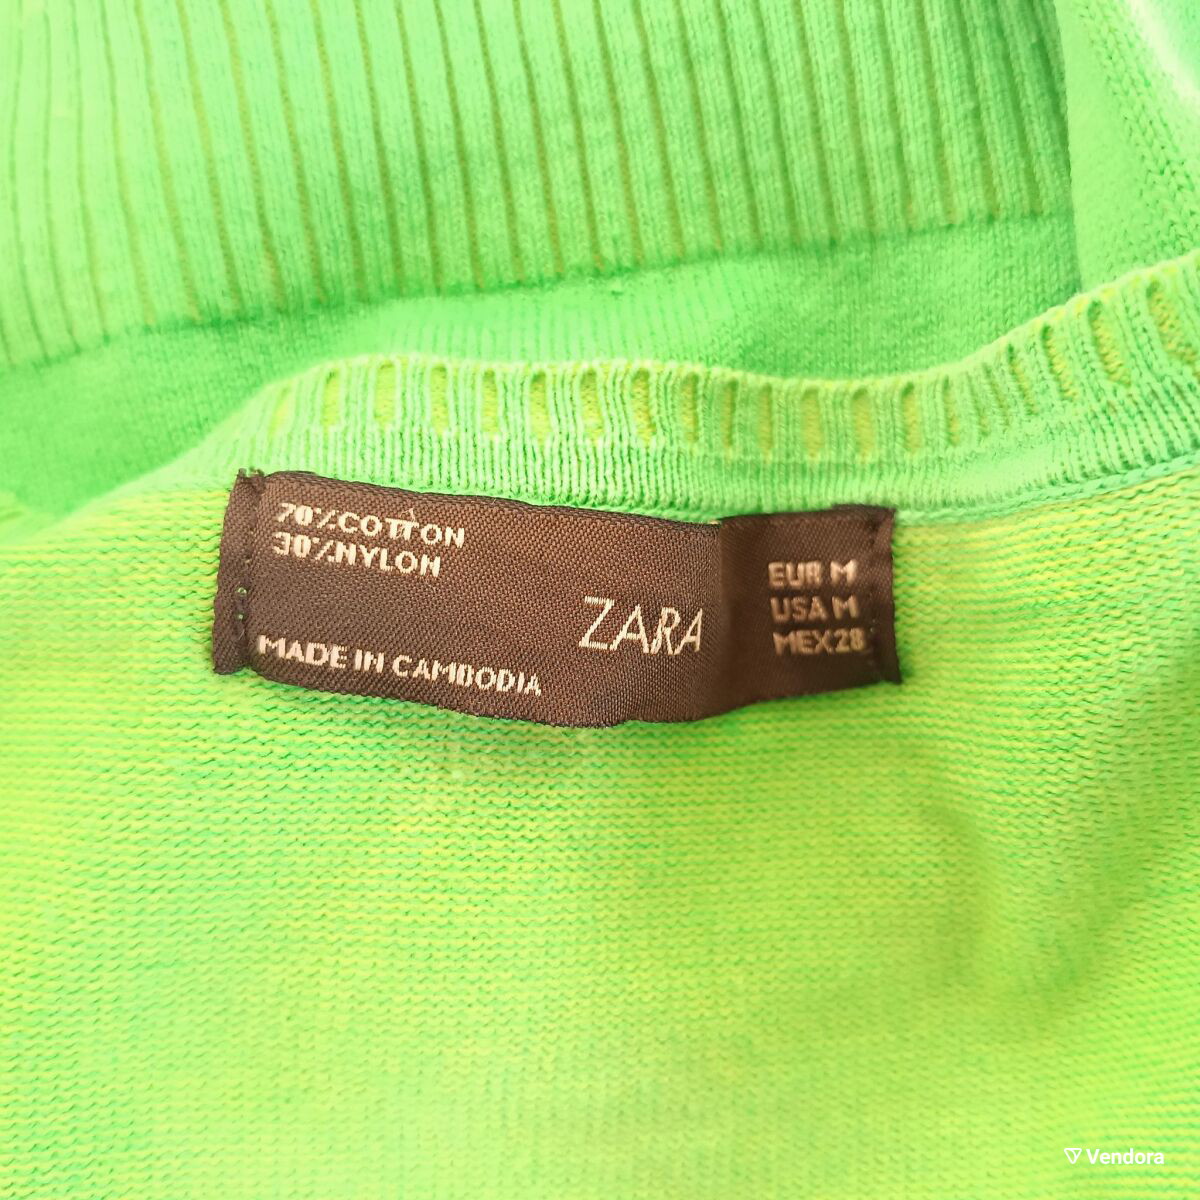 70%COTTON
30%NYLON
MADE IN CAMBODIA
ZARA
EUR M
USA M
MEX28
Vendora